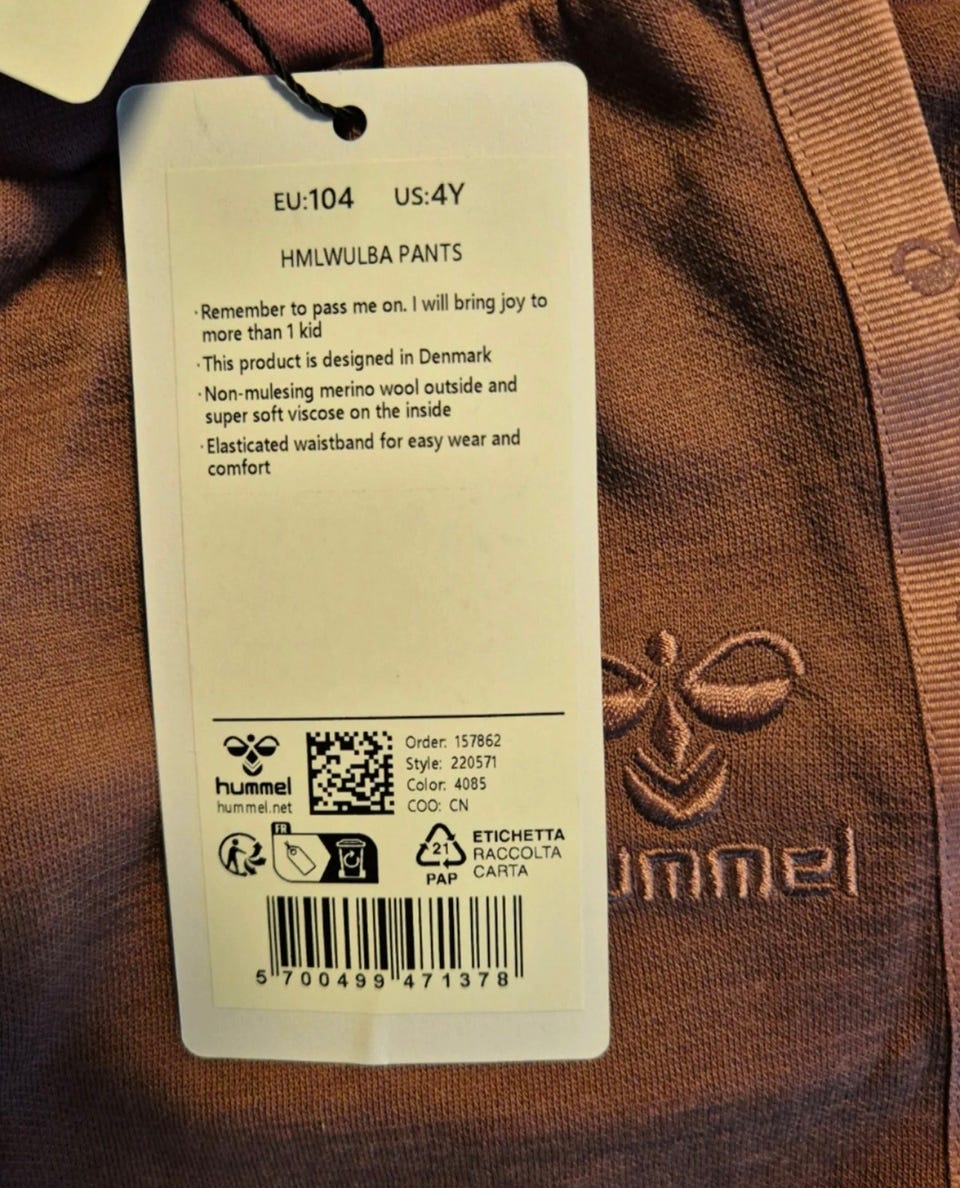 EU:104 US:4Y
HMLWULBA PANTS
·Remember to pass me on. I will bring joy to
more than 1 kid
·This product is designed in Denmark
·Non-mulesing merino wool outside and
super soft viscose on the inside
·Elasticated waistband for easy wear and
comfort
hummel
hummel.net
Order: 157862
Style: 220571
Color: 4085
COO: CN
FR
21
PAP
ETICHETTA
RACCOLTA
CARTA
5 700499 471378
ummel